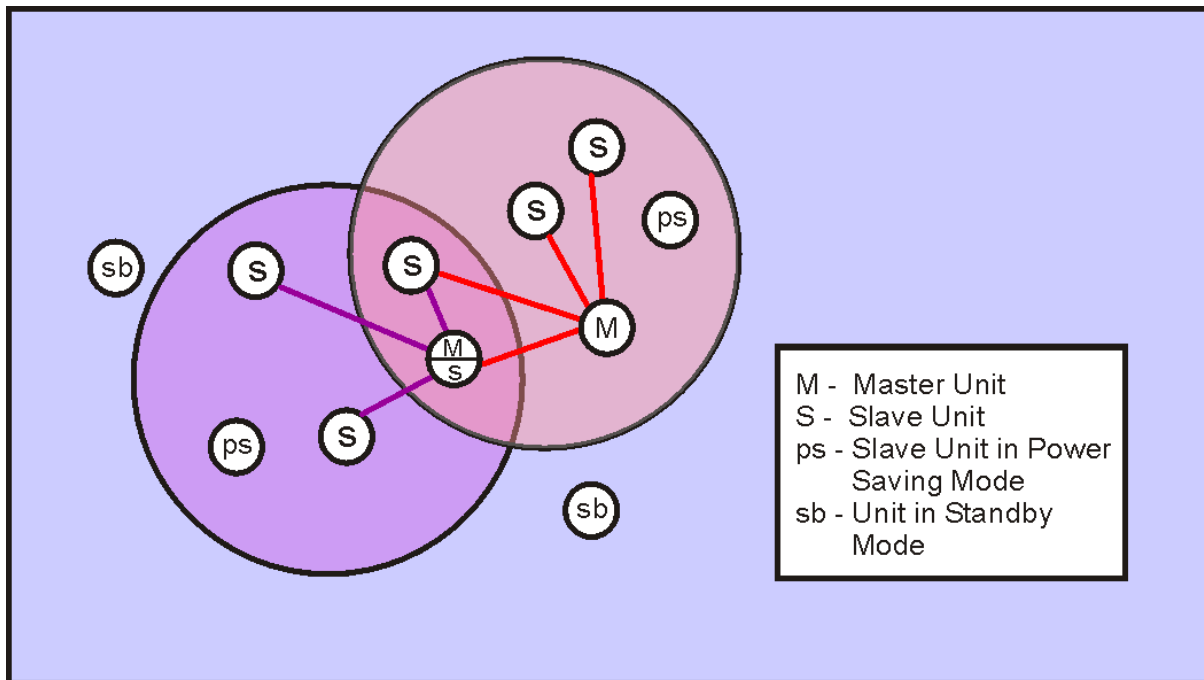 S
S
ps
S
S
sb
M
M
S
S
ps
sb
M - Master Unit
S - Slave Unit
ps - Slave Unit in Power
Saving Mode
sb - Unit in Standby
Mode